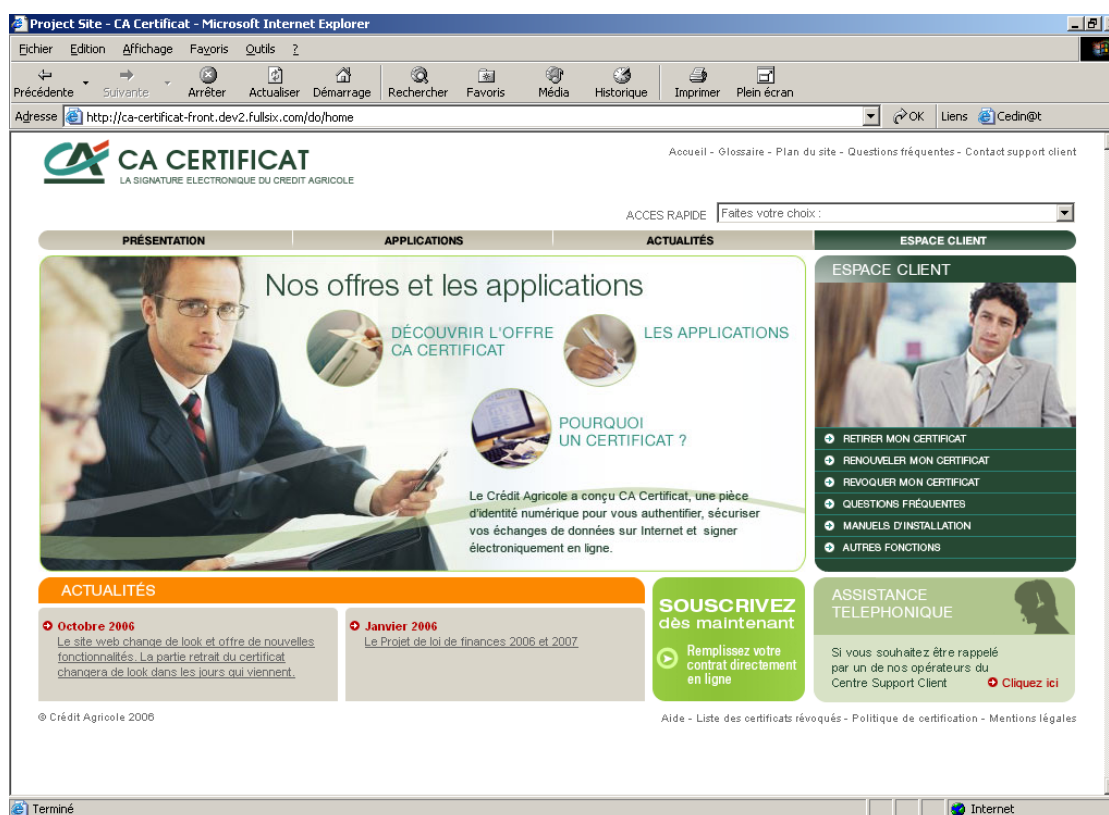 Project Site - CA Certificat - Microsoft Internet Explorer
Eichier Edition Affichage Favoris Outils ?
Précédente Suivante Arrêter Actualiser Démarrage Rechercher Favoris Média Historique Imprimer Plein écran
Adresse http://ca-certificat-front.dev2.fullsix.com/do/home OK Liens Cedin@t
CA CERTIFICAT
LA SIGNATURE ELECTRONIQUE DU CREDIT AGRICOLE
Accueil - Glossaire - Plan du site - Questions fréquentes - Contact support client
ACCES RAPIDE Faites votre choix :
PRÉSENTATION APPLICATIONS ACTUALITÉS ESPACE CLIENT
Nos offres et les applications
DÉCOUVRIR L'OFFRE
CA CERTIFICAT
LES APPLICATIONS
POURQUOI
UN CERTIFICAT ?
Le Crédit Agricole a conçu CA Certificat, une pièce
d'identité numérique pour vous authentifier, sécuriser
vos échanges de données sur Internet et signer
électroniquement en ligne.
ESPACE CLIENT
RETIRER MON CERTIFICAT
RENOUVELER MON CERTIFICAT
REVOQUER MON CERTIFICAT
QUESTIONS FRÉQUENTES
MANUELS D'INSTALLATION
AUTRES FONCTIONS
ACTUALITÉS
Octobre 2006
Le site web change de look et offre de nouvelles
fonctionnalités. La partie retrait du certificat
changera de look dans les jours qui viennent.
Janvier 2006
Le Projet de loi de finances 2006 et 2007
SOUSCRIVEZ
dès maintenant
Remplissez votre
contrat directement
en ligne
ASSISTANCE
TELEPHONIQUE
Si vous souhaitez être rappelé
par un de nos opérateurs du
Centre Support Client Cliquez ici
© Crédit Agricole 2006
Aide - Liste des certificats révoqués - Politique de certification - Mentions légales
Terminé Internet